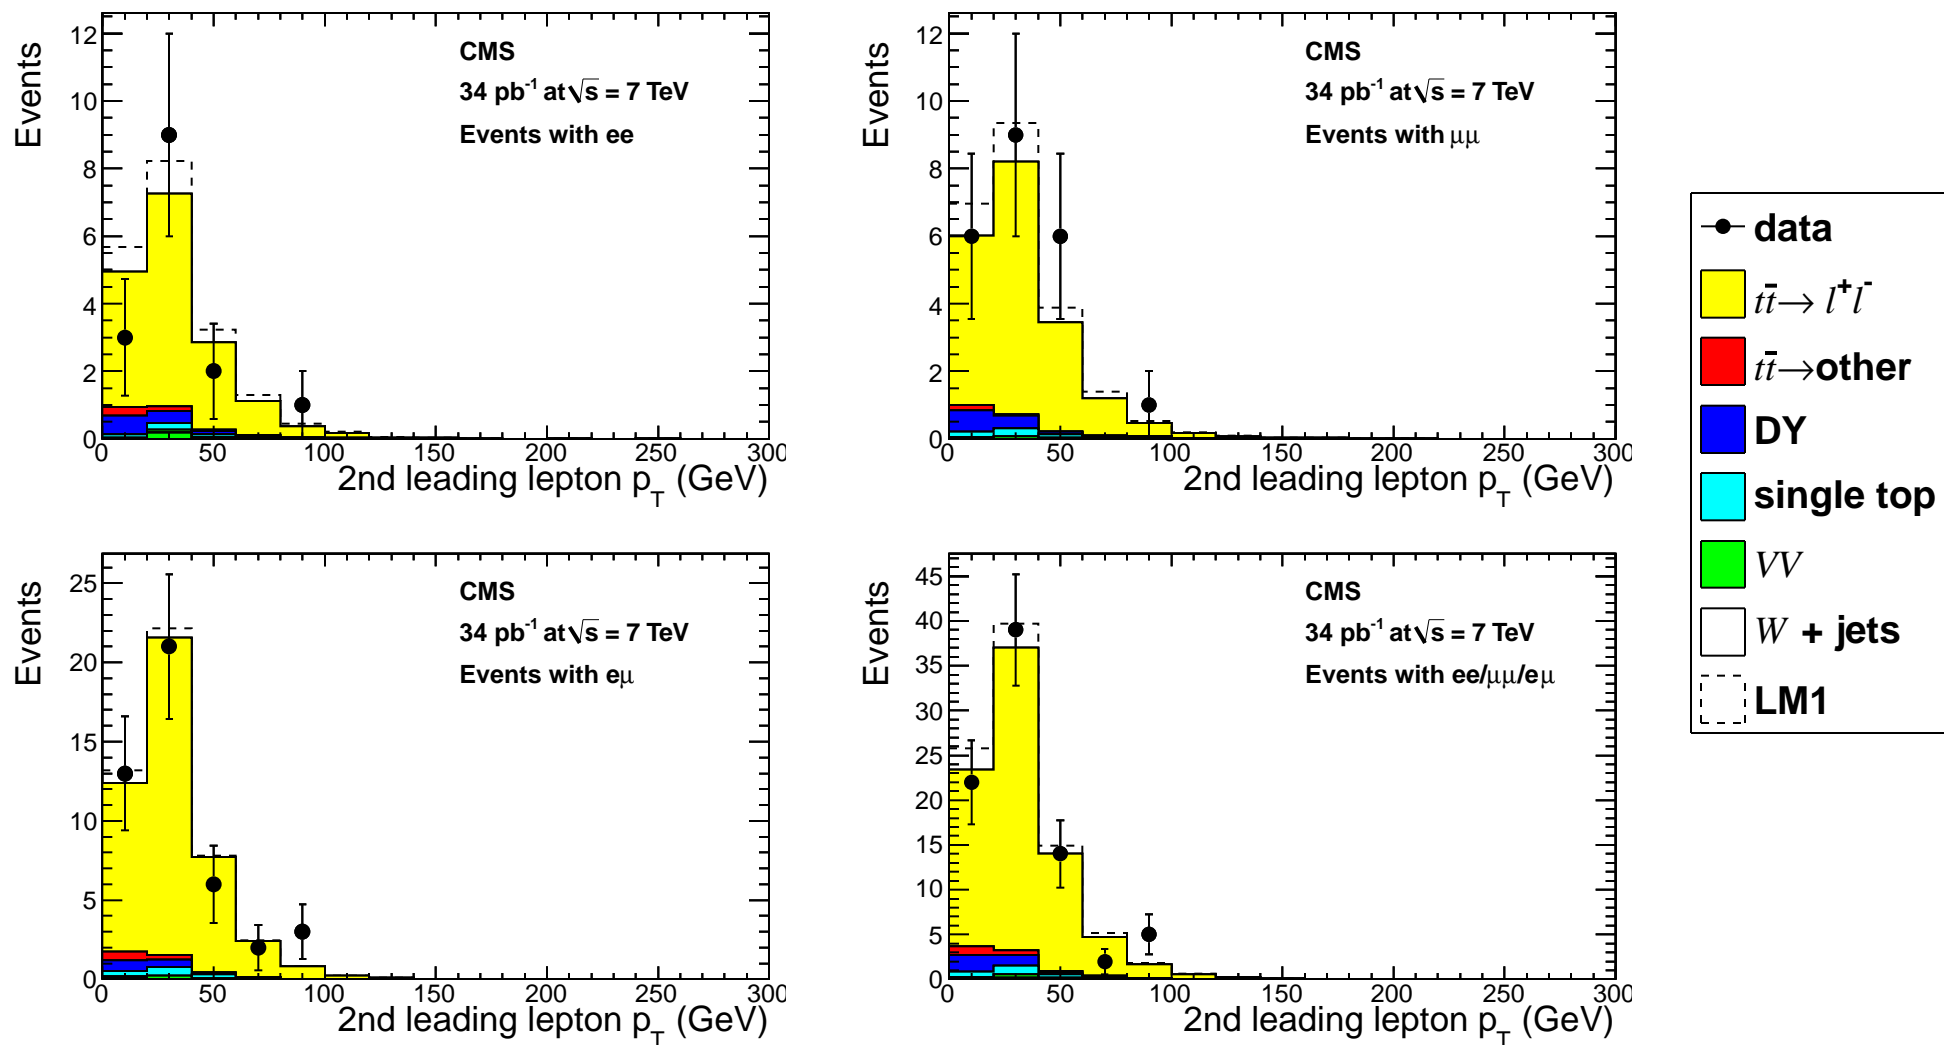 Events
12
10
8
6
4
2
0
CMS
34 pb⁻¹ at √s = 7 TeV
Events with ee
0 50 100 150 200 250 300
2nd leading lepton p_T (GeV)
Events
12
10
8
6
4
2
0
CMS
34 pb⁻¹ at √s = 7 TeV
Events with μμ
0 50 100 150 200 250 300
2nd leading lepton p_T (GeV)
Events
25
20
15
10
5
0
CMS
34 pb⁻¹ at √s = 7 TeV
Events with eμ
0 50 100 150 200 250 300
2nd leading lepton p_T (GeV)
Events
45
40
35
30
25
20
15
10
5
0
CMS
34 pb⁻¹ at √s = 7 TeV
Events with ee/μμ/eμ
0 50 100 150 200 250 300
2nd leading lepton p_T (GeV)
data
tt̄→ l⁺l⁻
tt̄→other
DY
single top
VV
W + jets
LM1